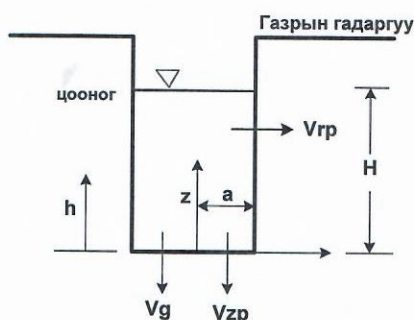 Газрын гадаргуу
цооног
Vrp
H
h
z
a
Vg
Vzp